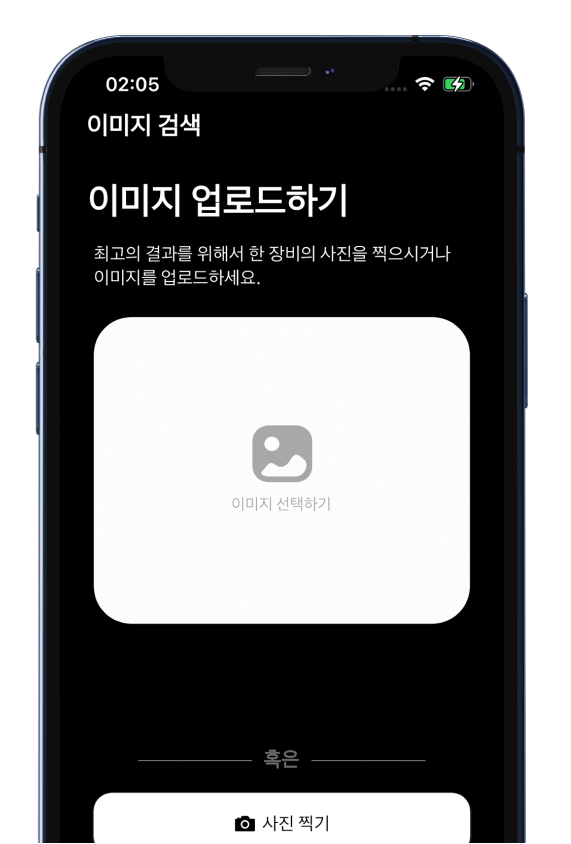 02:05
이미지 검색
이미지 업로드하기
최고의 결과를 위해서 한 장비의 사진을 찍으시거나
이미지를 업로드하세요.
이미지 선택하기
혹은
사진 찍기